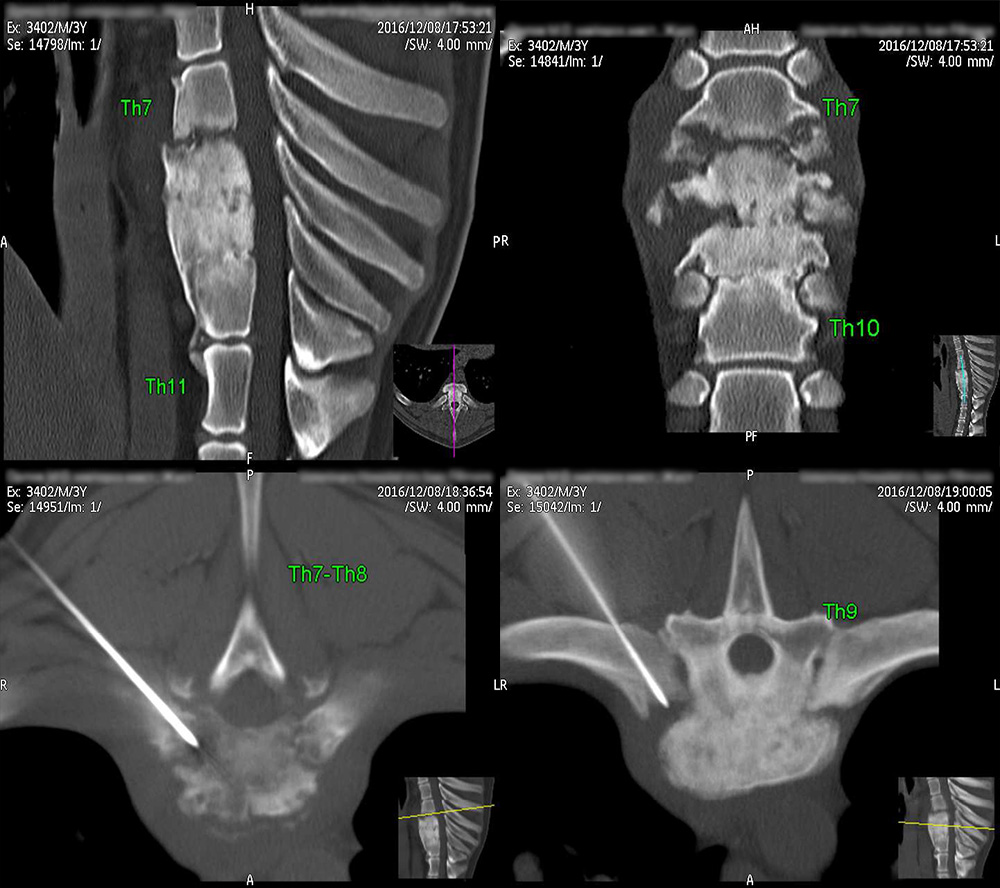 H
Ex: 3402/M/3Y
Se: 14798/Im: 1/
2016/12/08/17:53:21
/SW: 4.00 mm/
Th7
A
P
Th11
F
AH
Ex: 3402/M/3Y
Se: 14841/Im: 1/
2016/12/08/17:53:21
/SW: 4.00 mm/
Th7
R
L
Th10
PF
P
Ex: 3402/M/3Y
Se: 14951/Im: 1/
2016/12/08/18:36:54
/SW: 4.00 mm/
Th7-Th8
R
L
A
P
Ex: 3402/M/3Y
Se: 15042/Im: 1/
2016/12/08/19:00:05
/SW: 4.00 mm/
Th9
R
L
A